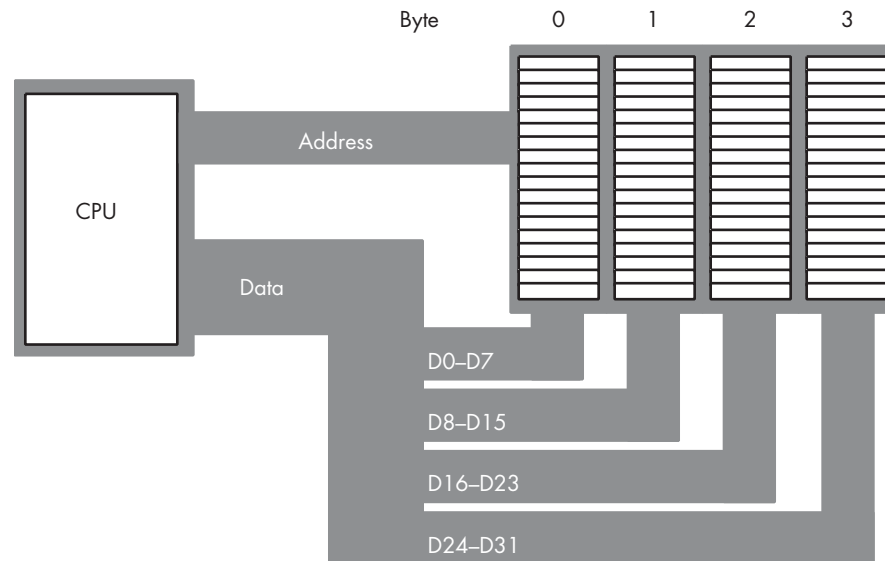 Byte 0 1 2 3
Address
CPU
Data
D0–D7
D8–D15
D16–D23
D24–D31